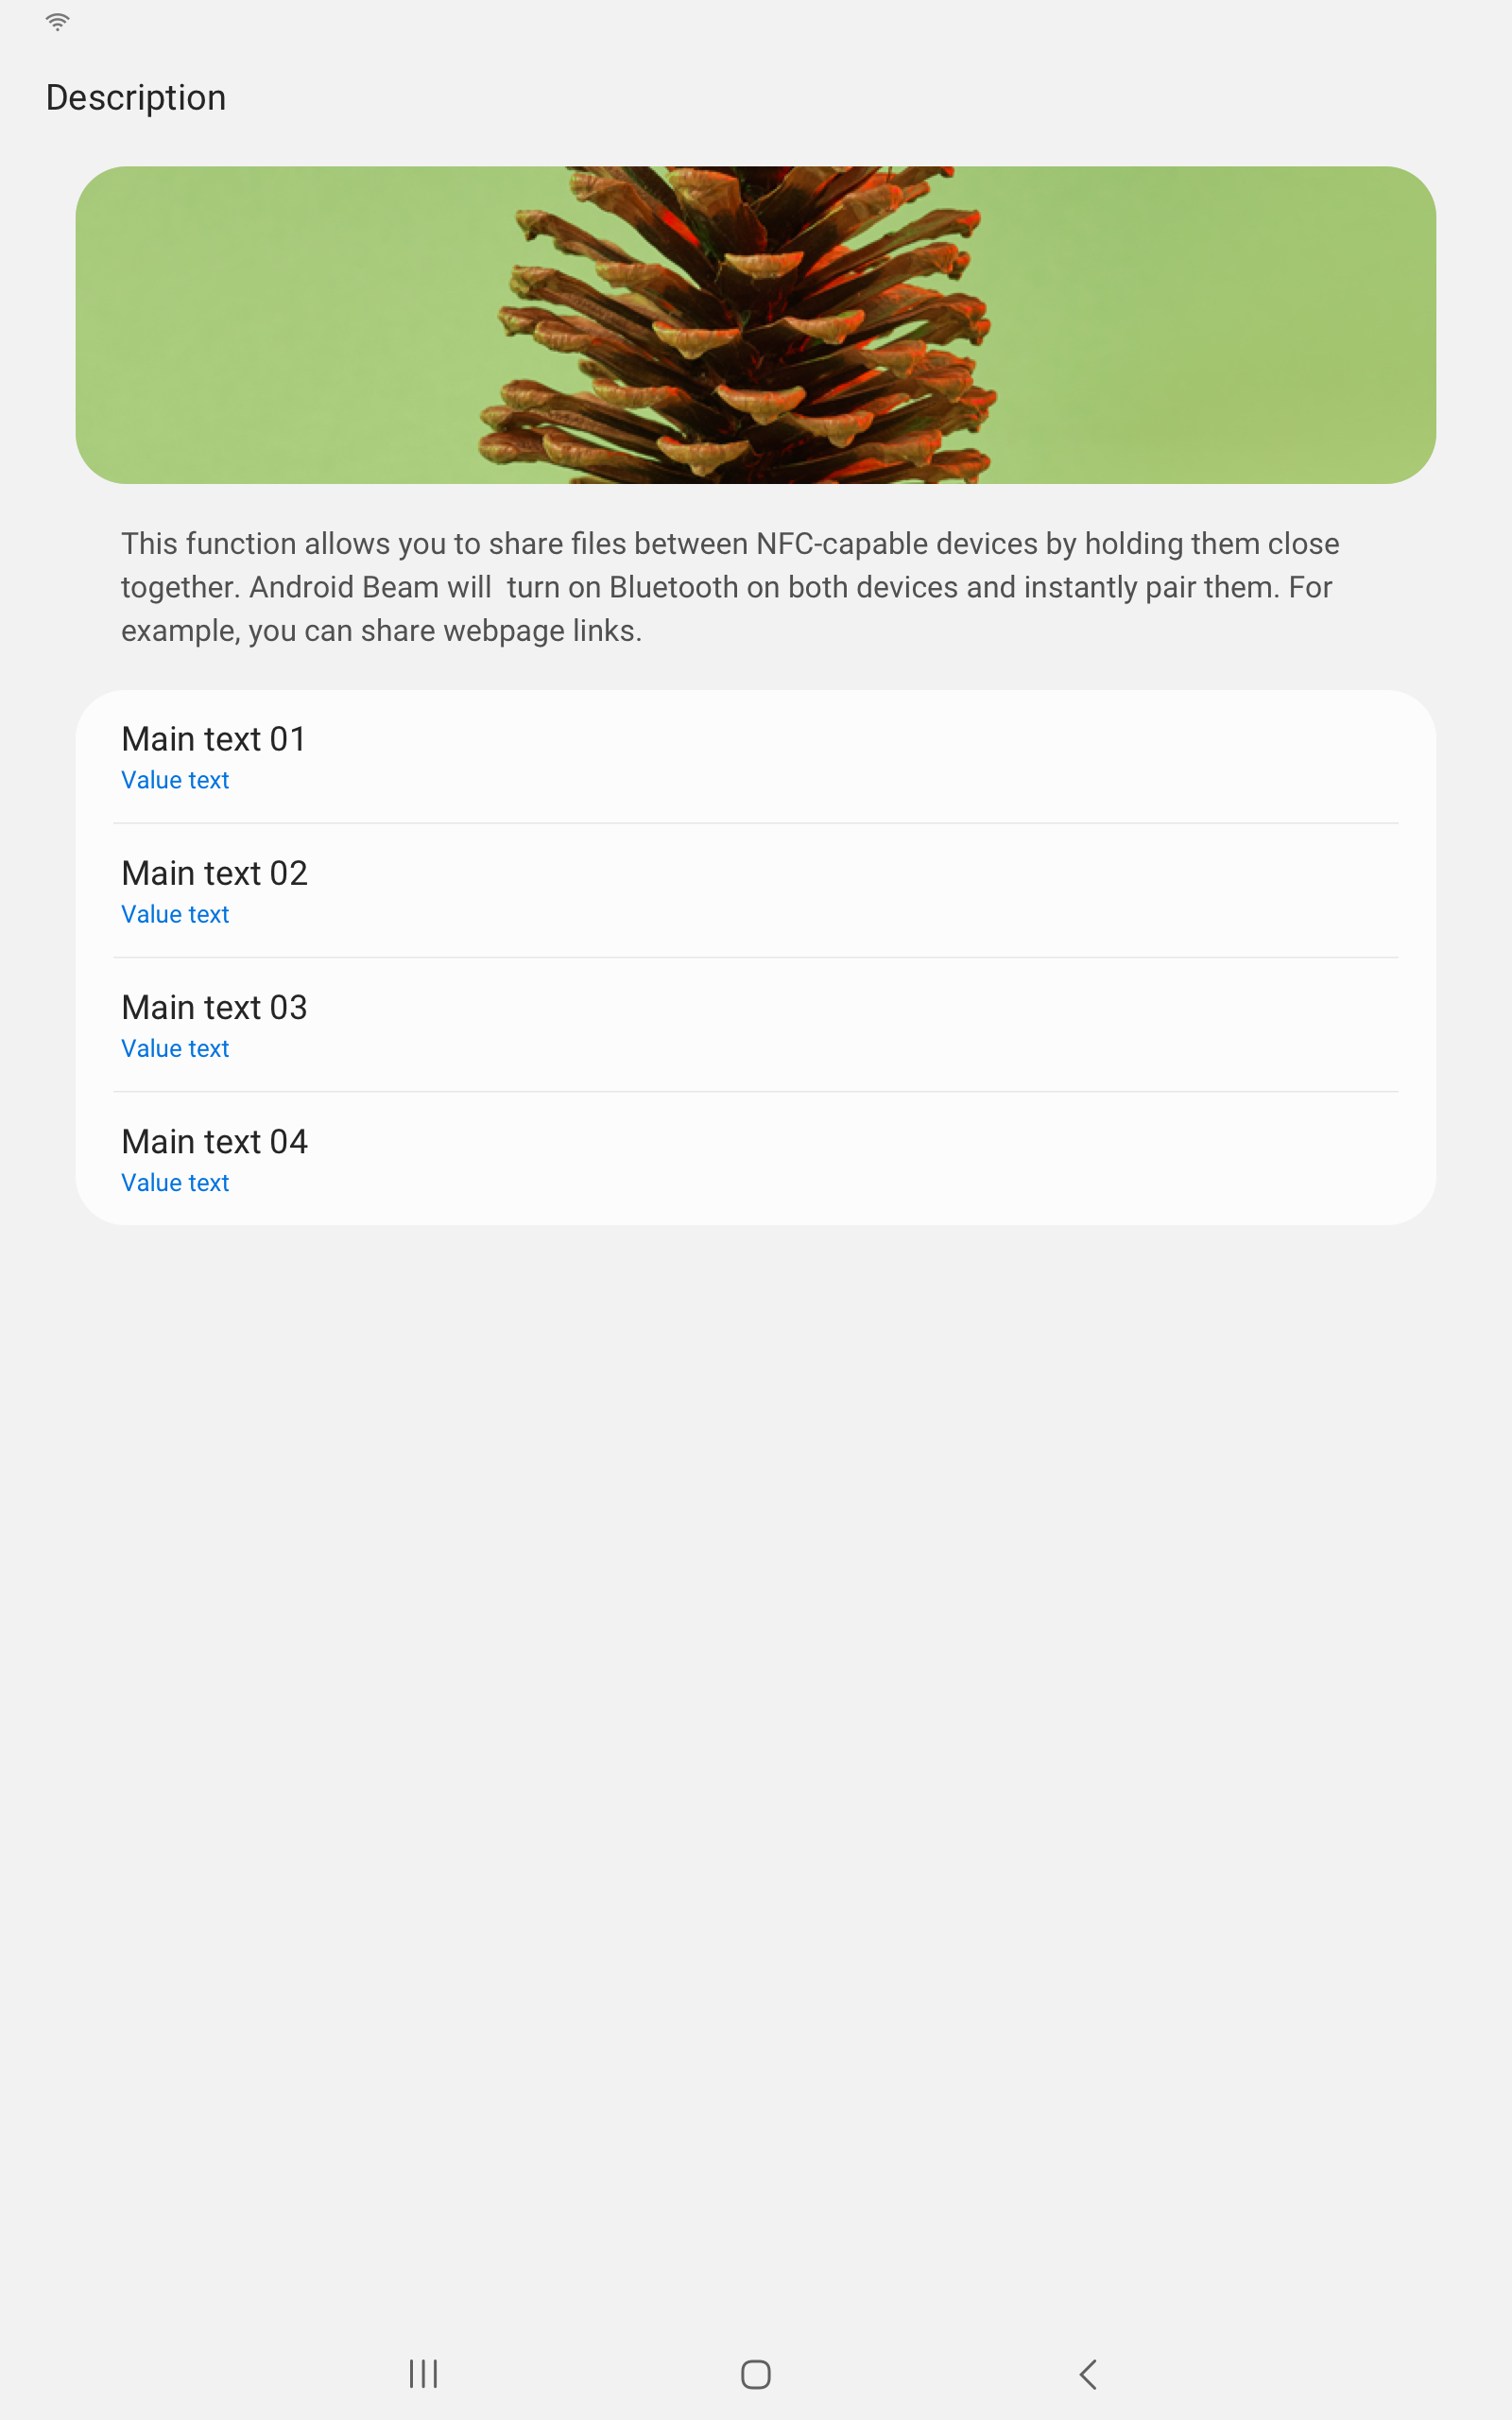 Description
This function allows you to share files between NFC-capable devices by holding them close
together. Android Beam will  turn on Bluetooth on both devices and instantly pair them. For
example, you can share webpage links.
Main text 01
Value text
Main text 02
Value text
Main text 03
Value text
Main text 04
Value text